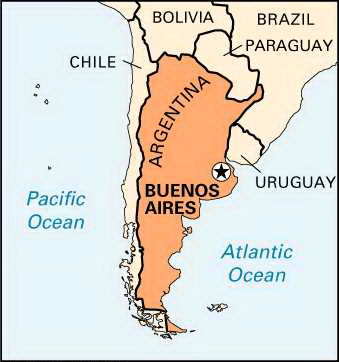 BOLIVIA
BRAZIL
PARAGUAY
CHILE
ARGENTINA
URUGUAY
BUENOS
AIRES
Pacific
Ocean
Atlantic
Ocean